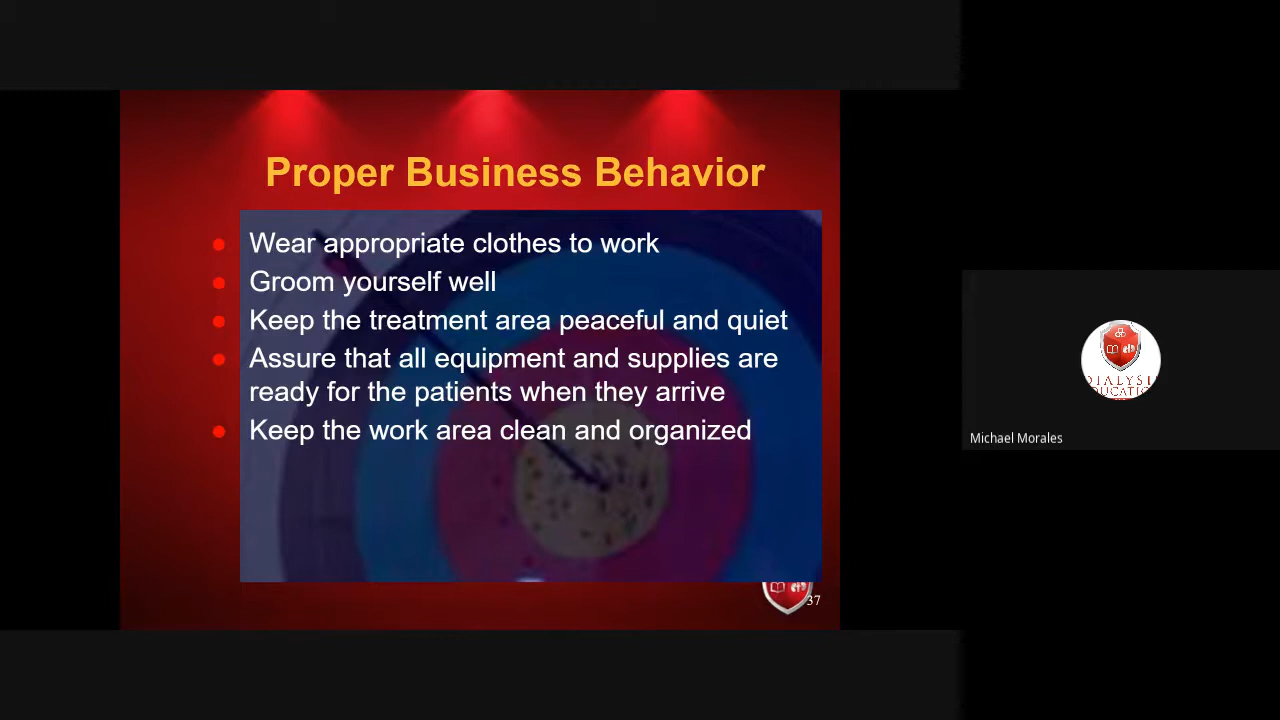 Proper Business Behavior
Wear appropriate clothes to work
Groom yourself well
Keep the treatment area peaceful and quiet
Assure that all equipment and supplies are
ready for the patients when they arrive
Keep the work area clean and organized
37
Michael Morales